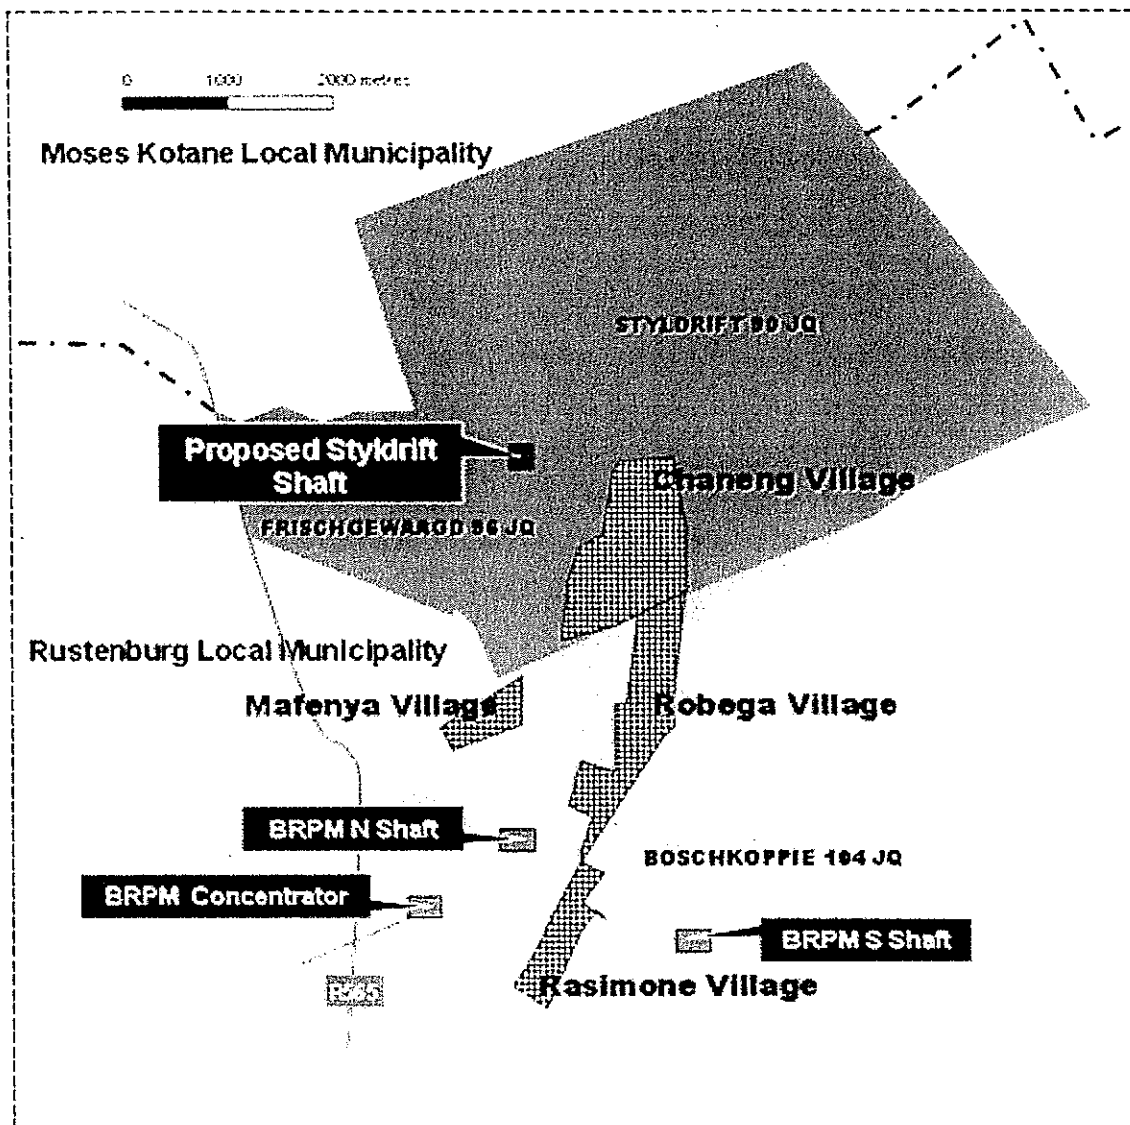 0 1000 2000 metres
Moses Kotane Local Municipality
STYLDRIFT 90 JQ
Proposed Styldrift
Shaft
Chaneng Village
FRISCHGEWAAGD 96 JQ
Rustenburg Local Municipality
Mafenya Village
Robega Village
BRPM N Shaft
BOSCHKOPPIE 104 JQ
BRPM Concentrator
BRPM S Shaft
Rasimone Village